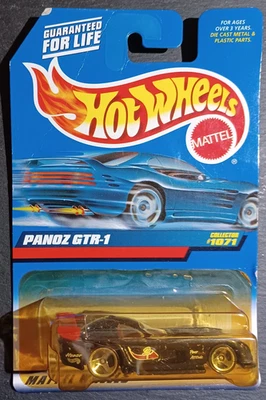 GUARANTEED
FOR LIFE
FOR AGES
OVER 3 YEARS.
DIE CAST METAL &
PLASTIC PARTS.
HOT WHEELS
MATTEL
PANOZ GTR-1
COLLECTOR
#1071